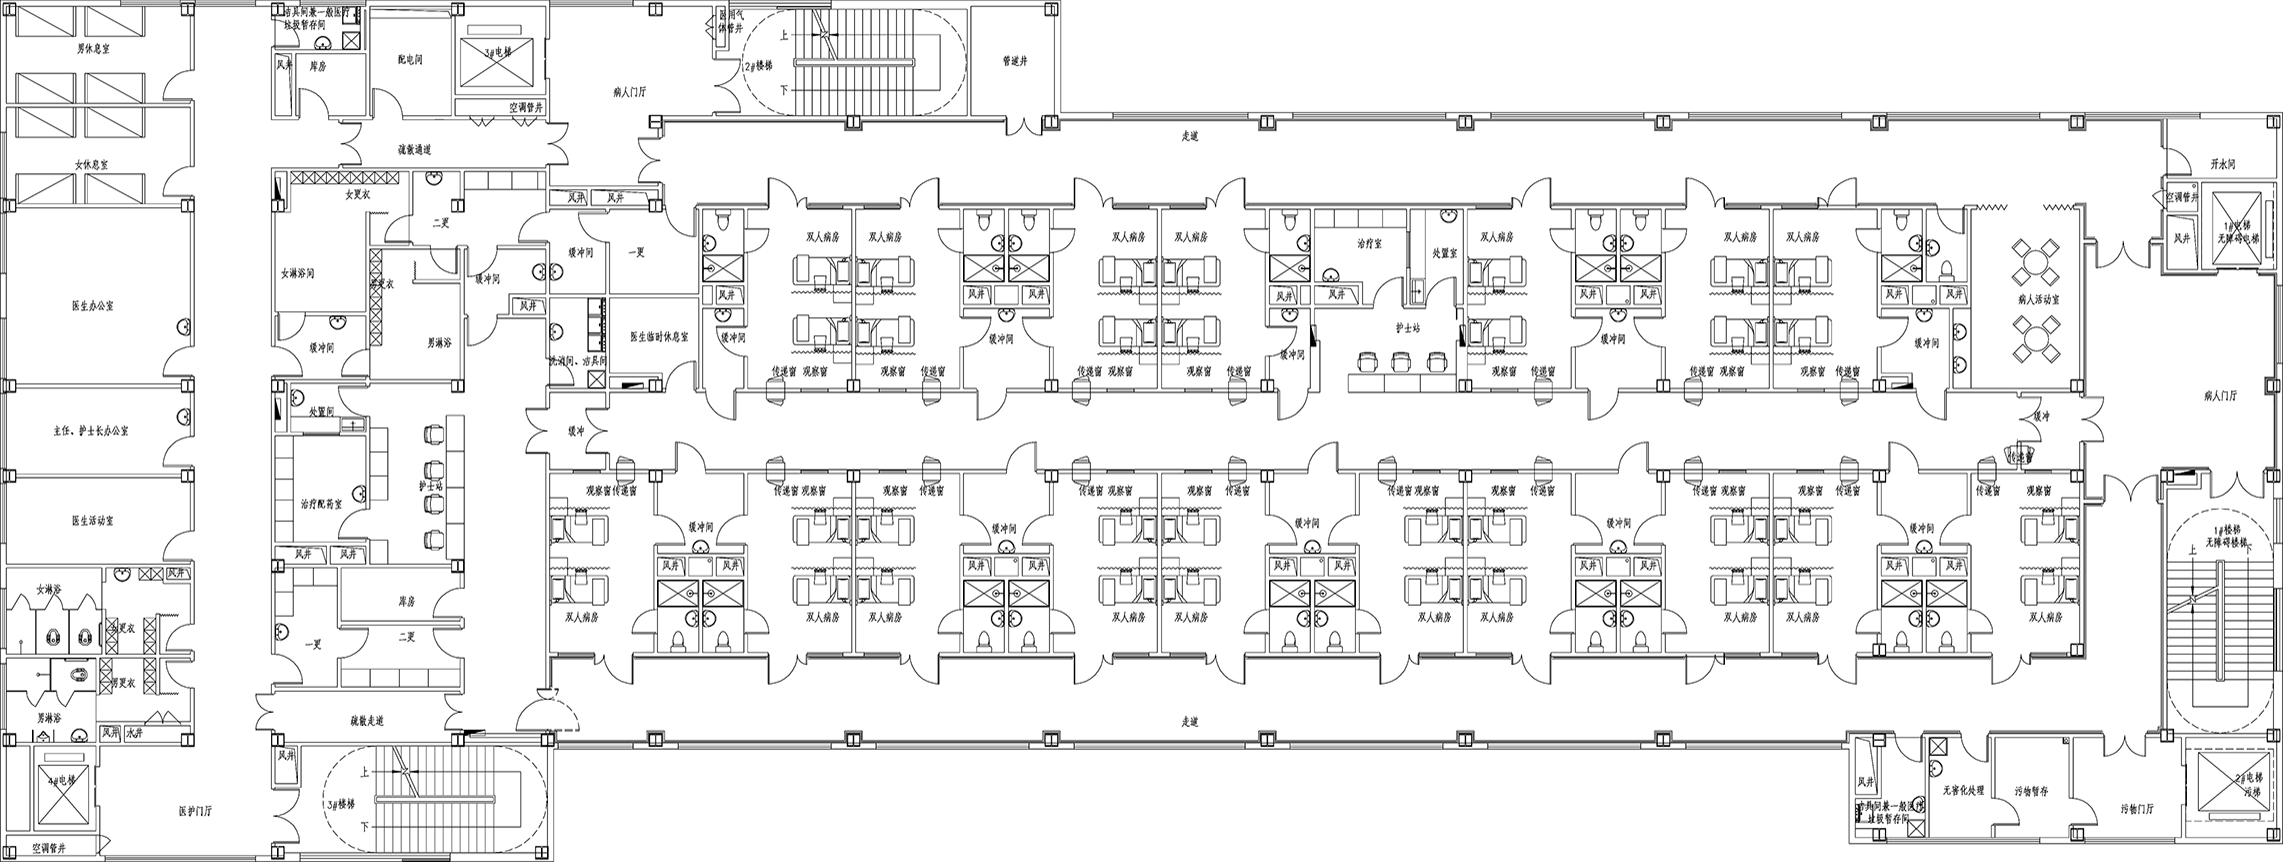 洁具间兼一般医疗
垃圾暂存间
医用气
体管井
男休息室
风井
库房
配电间
3#电梯
病人门厅
上
2#楼梯
下
管道井
空调管井
疏散通道
走道
开水间
女休息室
女更衣
二更
风井
风井
空调管井
风井
1#电梯
无障碍电梯
缓冲间
一更
双人病房
双人病房
双人病房
双人病房
治疗室
处置室
双人病房
双人病房
双人病房
女淋浴间
男更衣
缓冲间
风井
风井
风井
风井
风井
风井
风井
风井
风井
风井
风井
病人活动室
医生办公室
缓冲间
男淋浴
洗消间、洁具间
医生临时休息室
缓冲间
缓冲间
缓冲间
护士站
缓冲间
缓冲间
传递窗
观察窗
观察窗
传递窗
传递窗
观察窗
观察窗
传递窗
观察窗
传递窗
传递窗
观察窗
观察窗
传递窗
病人门厅
主任、护士长办公室
处置间
缓冲
缓冲
传递窗
护士站
观察窗
传递窗
传递窗
观察窗
观察窗
传递窗
传递窗
观察窗
观察窗
传递窗
传递窗
观察窗
观察窗
传递窗
传递窗
观察窗
观察窗
传递窗
传递窗
观察窗
医生活动室
治疗配药室
缓冲间
缓冲间
缓冲间
缓冲间
缓冲间
1#楼梯
无障碍楼梯
上
下
风井
风井
风井
风井
风井
风井
风井
风井
风井
风井
风井
风井
风井
女淋浴
女更衣
库房
一更
二更
双人病房
双人病房
双人病房
双人病房
双人病房
双人病房
双人病房
双人病房
双人病房
双人病房
男更衣
男淋浴
风井
水井
疏散走道
走道
4#电梯
医护门厅
空调管井
风井
上
3#楼梯
下
风井
洁具间兼一般医疗
垃圾暂存间
无害化处理
污物暂存
污物门厅
2#电梯
污梯